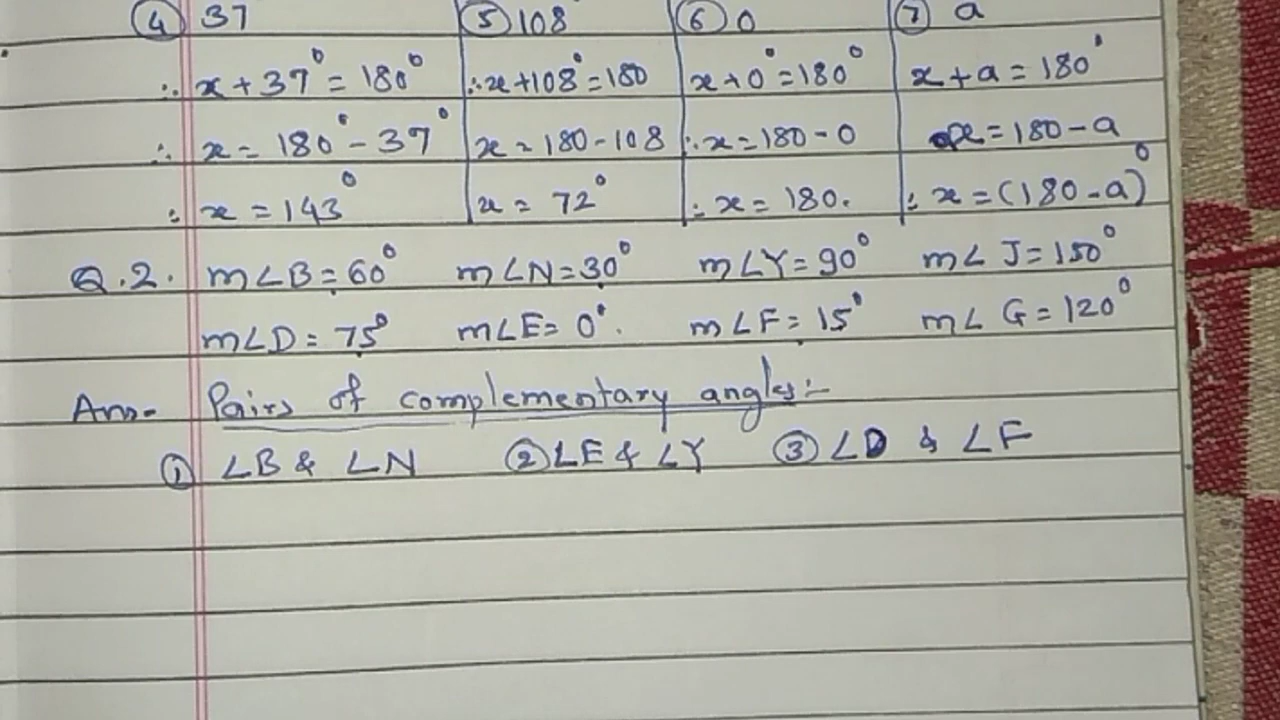 ④ 37 ⑤ 108 ⑥ 0 ⑦ a
∴ x + 37° = 180° ∴ x + 108° = 180 x + 0° = 180° x + a = 180°
∴ x = 180° - 37° x = 180 - 108 ∴ x = 180 - 0 x = 180 - a
∴ x = 143° x = 72° ∴ x = 180. ∴ x = (180 - a)°
Q.2. m∠B = 60° m∠N = 30° m∠Y = 90° m∠J = 150°
m∠D = 75° m∠E = 0°. m∠F = 15° m∠G = 120°
Ans- Pairs of complementary angles:-
① ∠B & ∠N ② ∠E & ∠Y ③ ∠D & ∠F